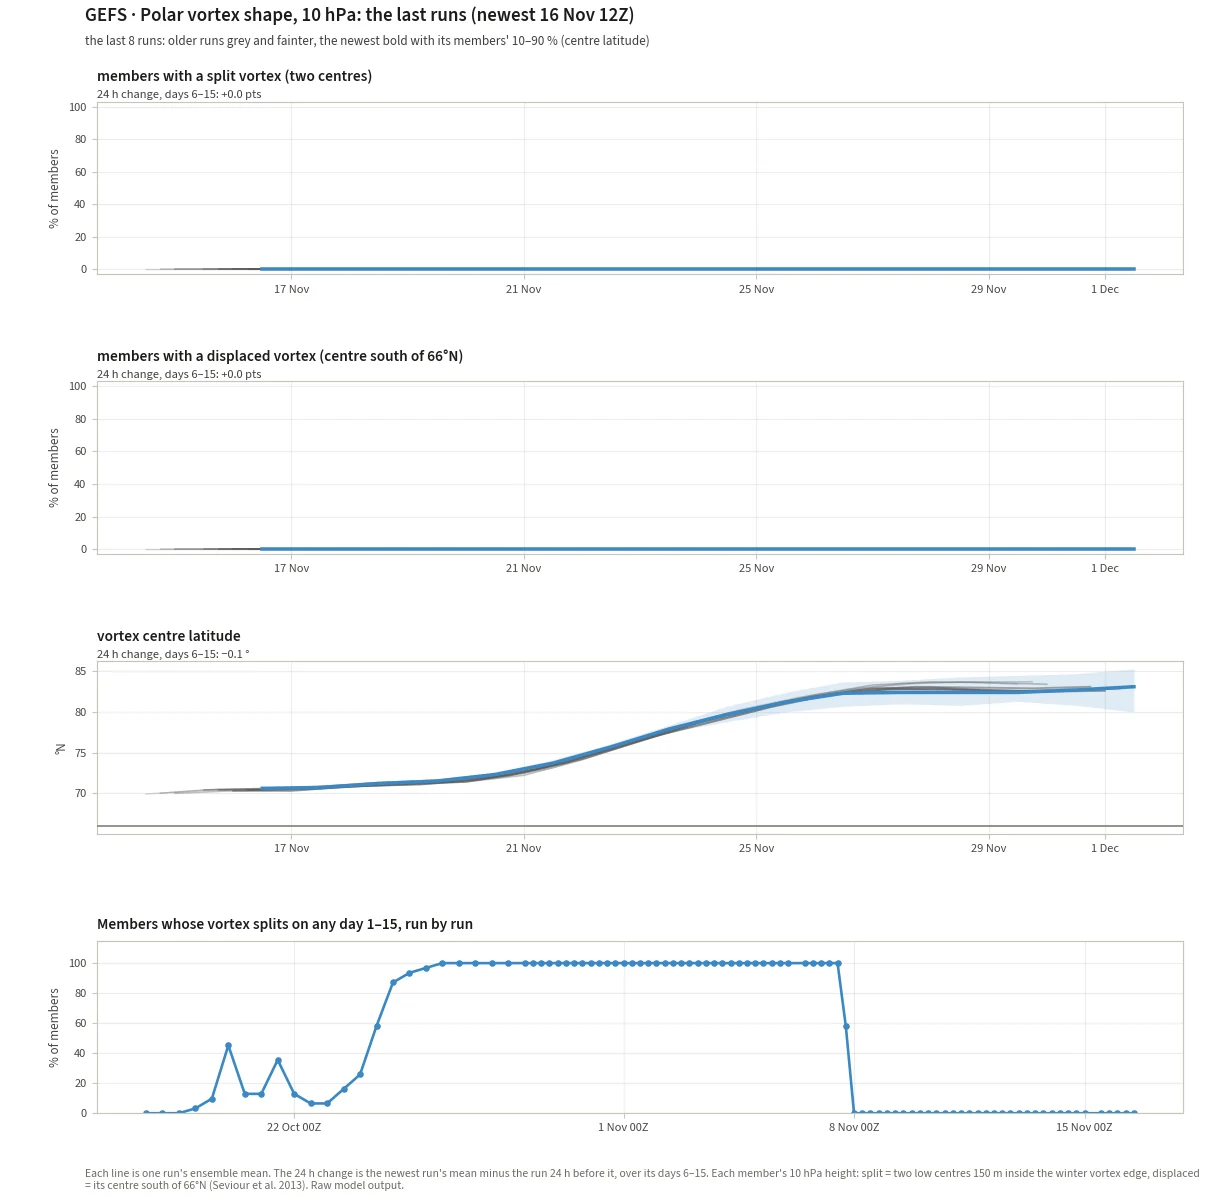 GEFS · Polar vortex shape, 10 hPa: the last runs (newest 16 Nov 12Z)
the last 8 runs: older runs grey and fainter, the newest bold with its members' 10–90 % (centre latitude)
members with a split vortex (two centres)
24 h change, days 6–15: +0.0 pts
% of members
100
80
60
40
20
0
17 Nov
21 Nov
25 Nov
29 Nov
1 Dec
members with a displaced vortex (centre south of 66°N)
24 h change, days 6–15: +0.0 pts
% of members
100
80
60
40
20
0
17 Nov
21 Nov
25 Nov
29 Nov
1 Dec
vortex centre latitude
24 h change, days 6–15: −0.1 °
°N
85
80
75
70
17 Nov
21 Nov
25 Nov
29 Nov
1 Dec
Members whose vortex splits on any day 1–15, run by run
% of members
100
80
60
40
20
0
22 Oct 00Z
1 Nov 00Z
8 Nov 00Z
15 Nov 00Z
Each line is one run's ensemble mean. The 24 h change is the newest run's mean minus the run 24 h before it, over its days 6–15. Each member's 10 hPa height: split = two low centres 150 m inside the winter vortex edge, displaced
= its centre south of 66°N (Seviour et al. 2013). Raw model output.